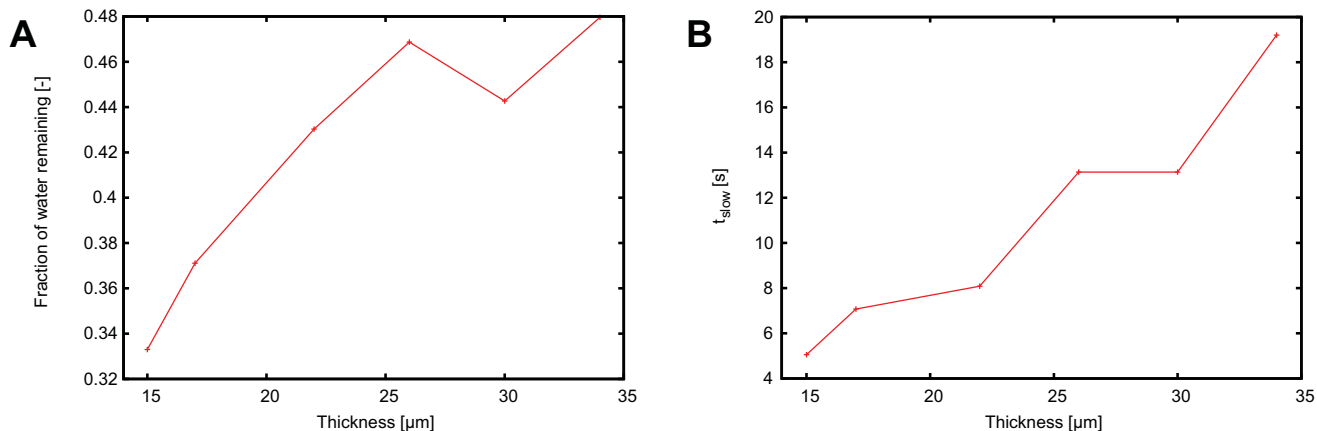 A
Fraction of water remaining [-]
0.48
0.46
0.44
0.42
0.4
0.38
0.36
0.34
0.32
15 20 25 30 35
Thickness [µm]
B
t_slow [s]
20
18
16
14
12
10
8
6
4
15 20 25 30 35
Thickness [µm]